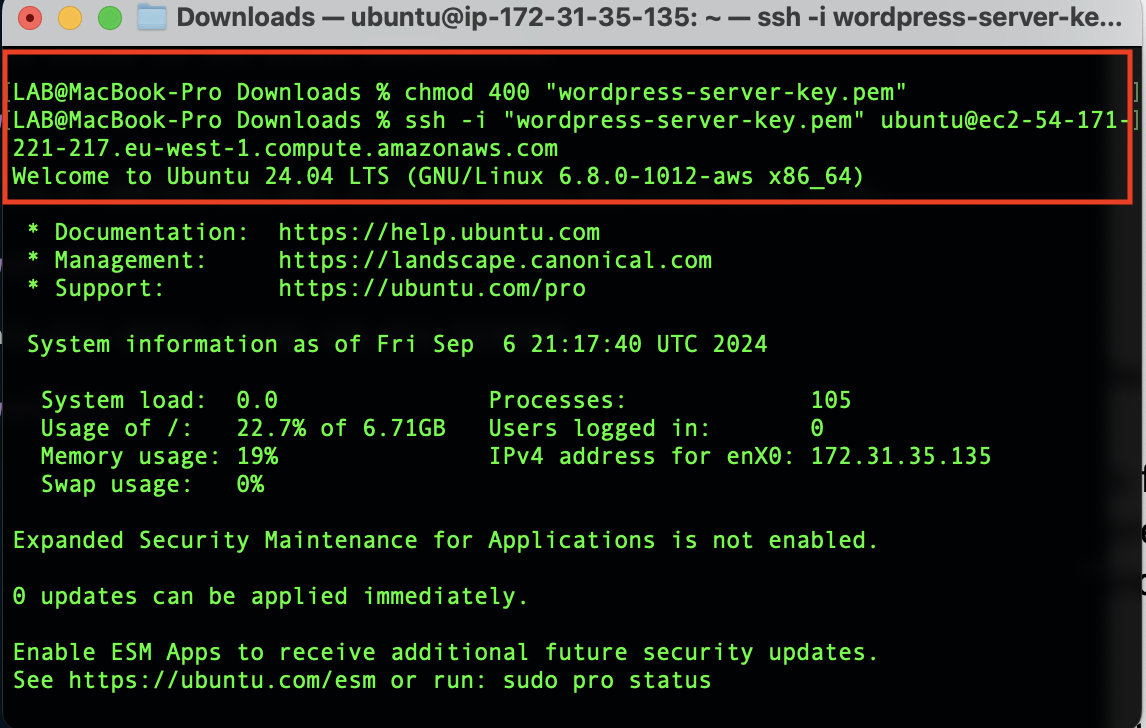 Downloads — ubuntu@ip-172-31-35-135: ~ — ssh -i wordpress-server-ke...
[LAB@MacBook-Pro Downloads % chmod 400 "wordpress-server-key.pem" ]
[LAB@MacBook-Pro Downloads % ssh -i "wordpress-server-key.pem" ubuntu@ec2-54-171-]
221-217.eu-west-1.compute.amazonaws.com
Welcome to Ubuntu 24.04 LTS (GNU/Linux 6.8.0-1012-aws x86_64)
* Documentation: https://help.ubuntu.com
* Management: https://landscape.canonical.com
* Support: https://ubuntu.com/pro
System information as of Fri Sep 6 21:17:40 UTC 2024
System load: 0.0 Processes: 105
Usage of /: 22.7% of 6.71GB Users logged in: 0
Memory usage: 19% IPv4 address for enX0: 172.31.35.135
Swap usage: 0%
Expanded Security Maintenance for Applications is not enabled.
0 updates can be applied immediately.
Enable ESM Apps to receive additional future security updates.
See https://ubuntu.com/esm or run: sudo pro status